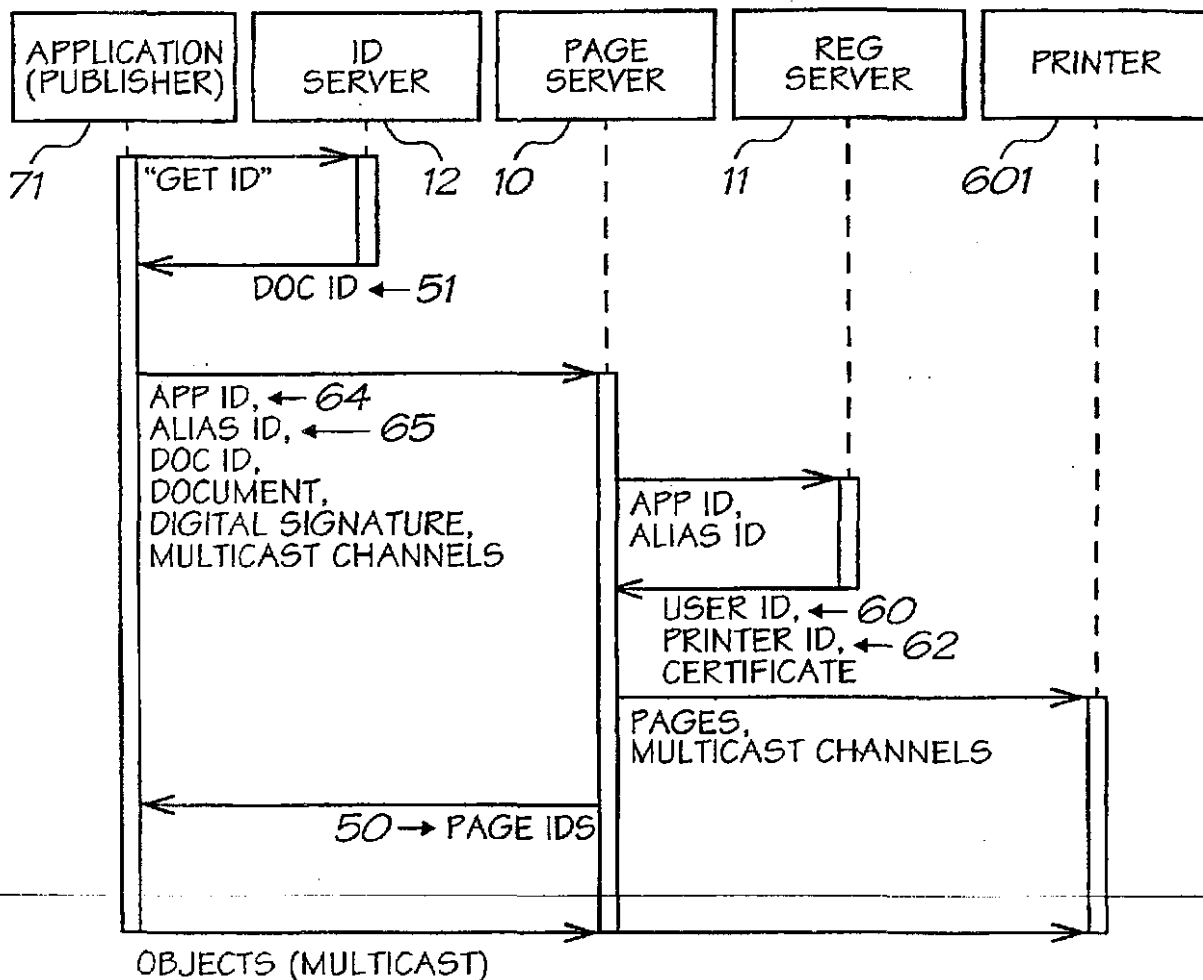 APPLICATION
(PUBLISHER)
ID
SERVER
PAGE
SERVER
REG
SERVER
PRINTER
71
12
10
11
601
"GET ID"
DOC ID ← 51
APP ID, ← 64
ALIAS ID, ← 65
DOC ID,
DOCUMENT,
DIGITAL SIGNATURE,
MULTICAST CHANNELS
APP ID,
ALIAS ID
USER ID, ← 60
PRINTER ID, ← 62
CERTIFICATE
PAGES,
MULTICAST CHANNELS
50 → PAGE IDS
OBJECTS (MULTICAST)